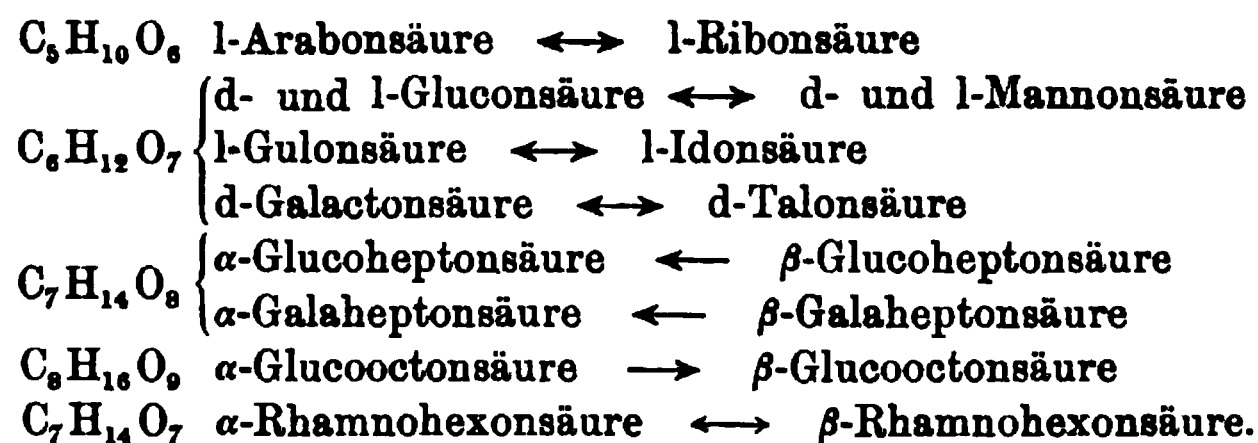 C₅H₁₀O₆ l-Arabonsäure ⟷ l-Ribonsäure
d- und l-Gluconsäure ⟷ d- und l-Mannonsäure
C₆H₁₂O₇ l-Gulonsäure ⟷ l-Idonsäure
d-Galactonsäure ⟷ d-Talonsäure
α-Glucoheptonsäure ⟵ β-Glucoheptonsäure
C₇H₁₄O₈
α-Galaheptonsäure ⟵ β-Galaheptonsäure
C₈H₁₆O₉ α-Glucooctonsäure ⟶ β-Glucooctonsäure
C₇H₁₄O₇ α-Rhamnohexonsäure ⟷ β-Rhamnohexonsäure.